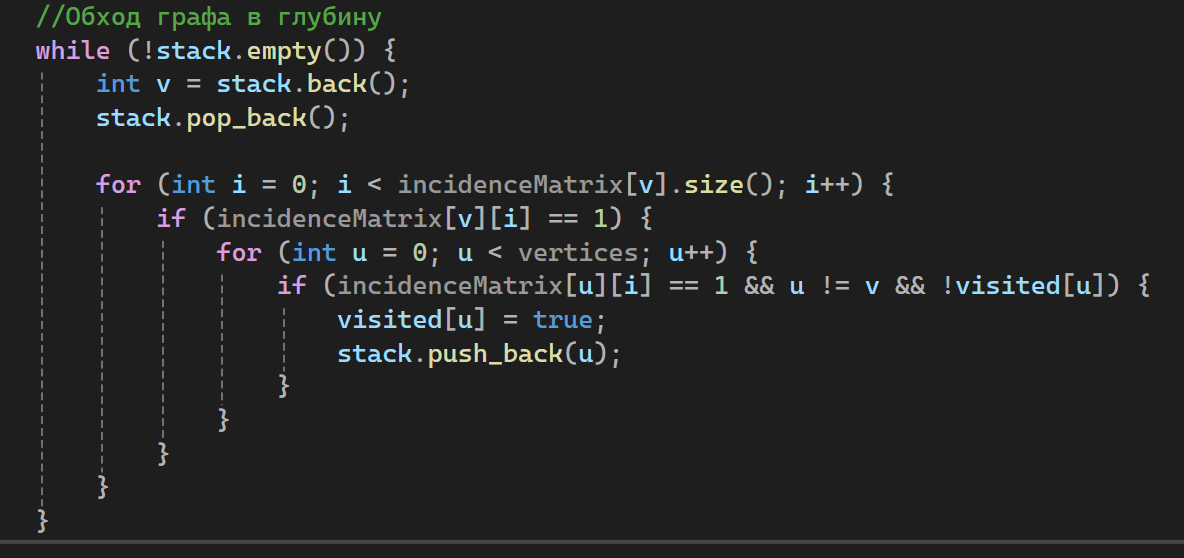 //Обход графа в глубину
while (!stack.empty()) {
    int v = stack.back();
    stack.pop_back();

    for (int i = 0; i < incidenceMatrix[v].size(); i++) {
        if (incidenceMatrix[v][i] == 1) {
            for (int u = 0; u < vertices; u++) {
                if (incidenceMatrix[u][i] == 1 && u != v && !visited[u]) {
                    visited[u] = true;
                    stack.push_back(u);
                }
            }
        }
    }
}